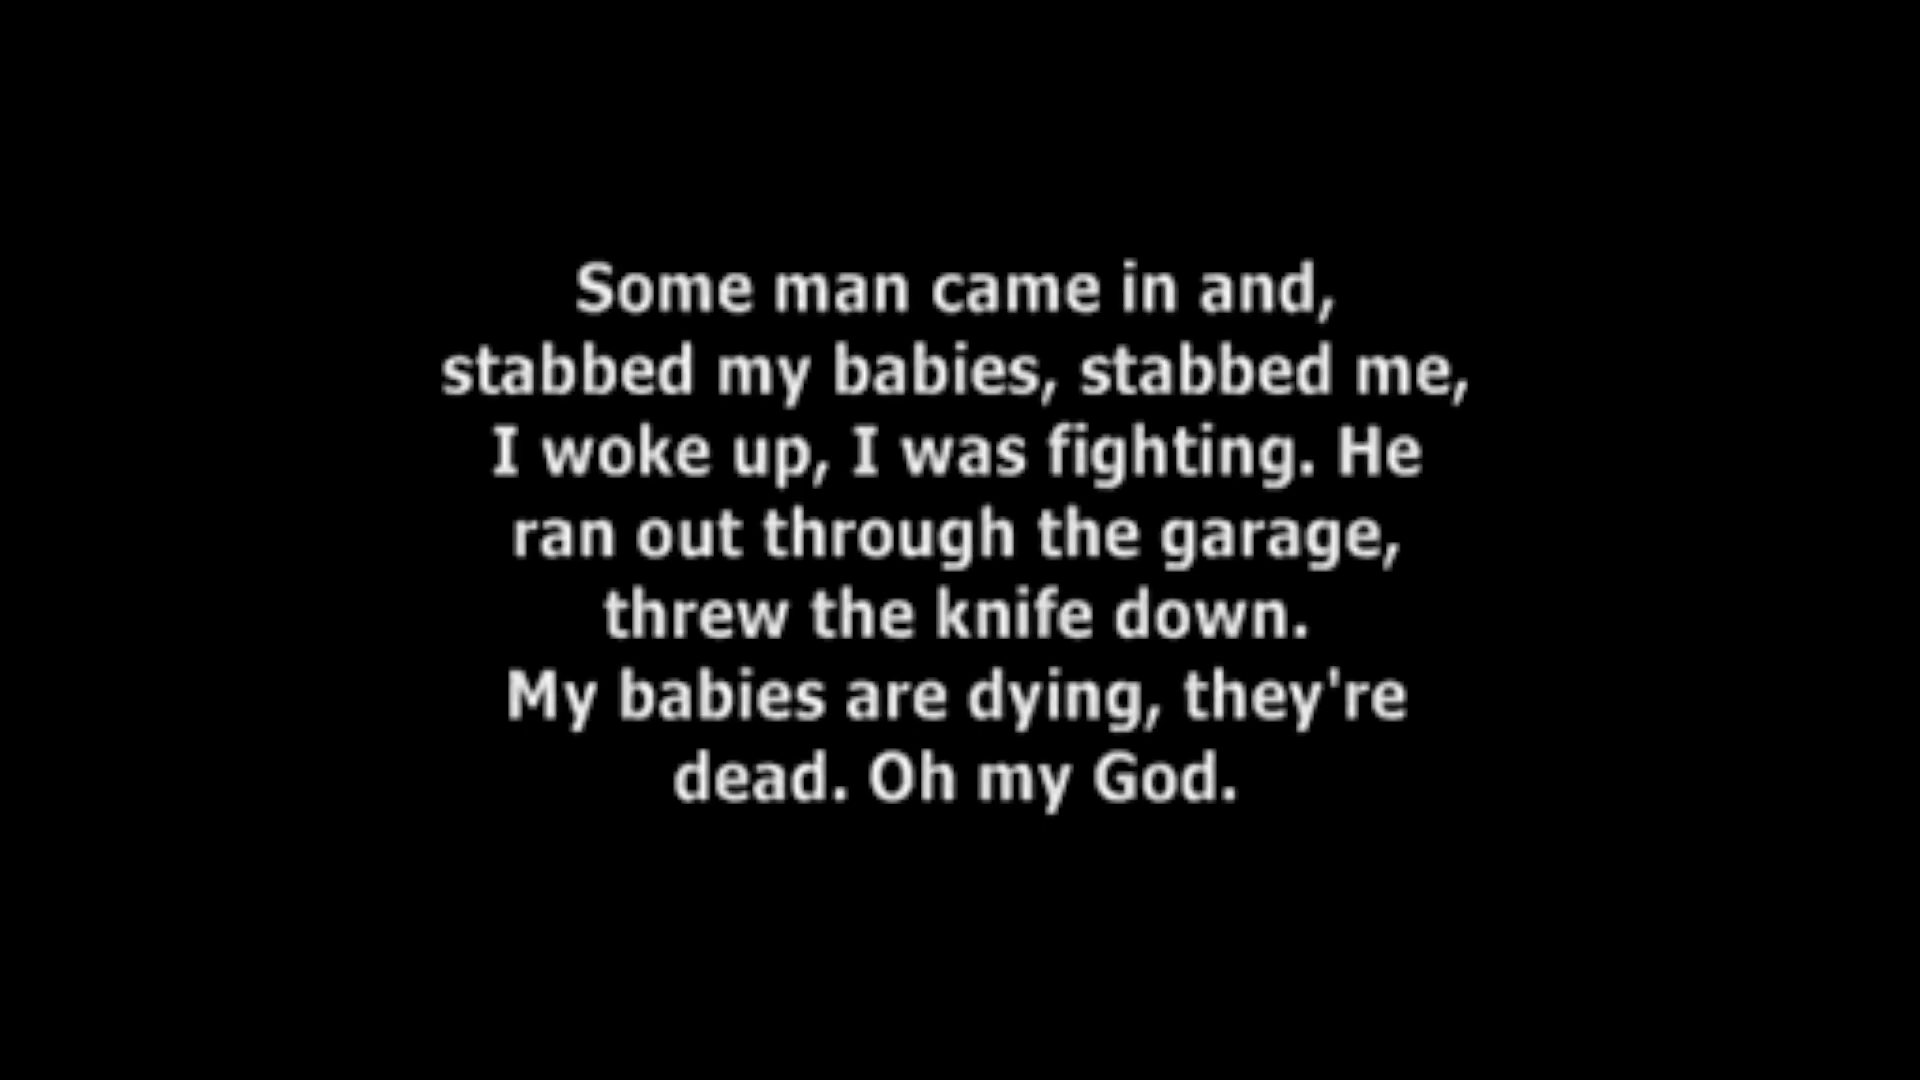 Some man came in and,
stabbed my babies, stabbed me,
I woke up, I was fighting. He
ran out through the garage,
threw the knife down.
My babies are dying, they're
dead. Oh my God.